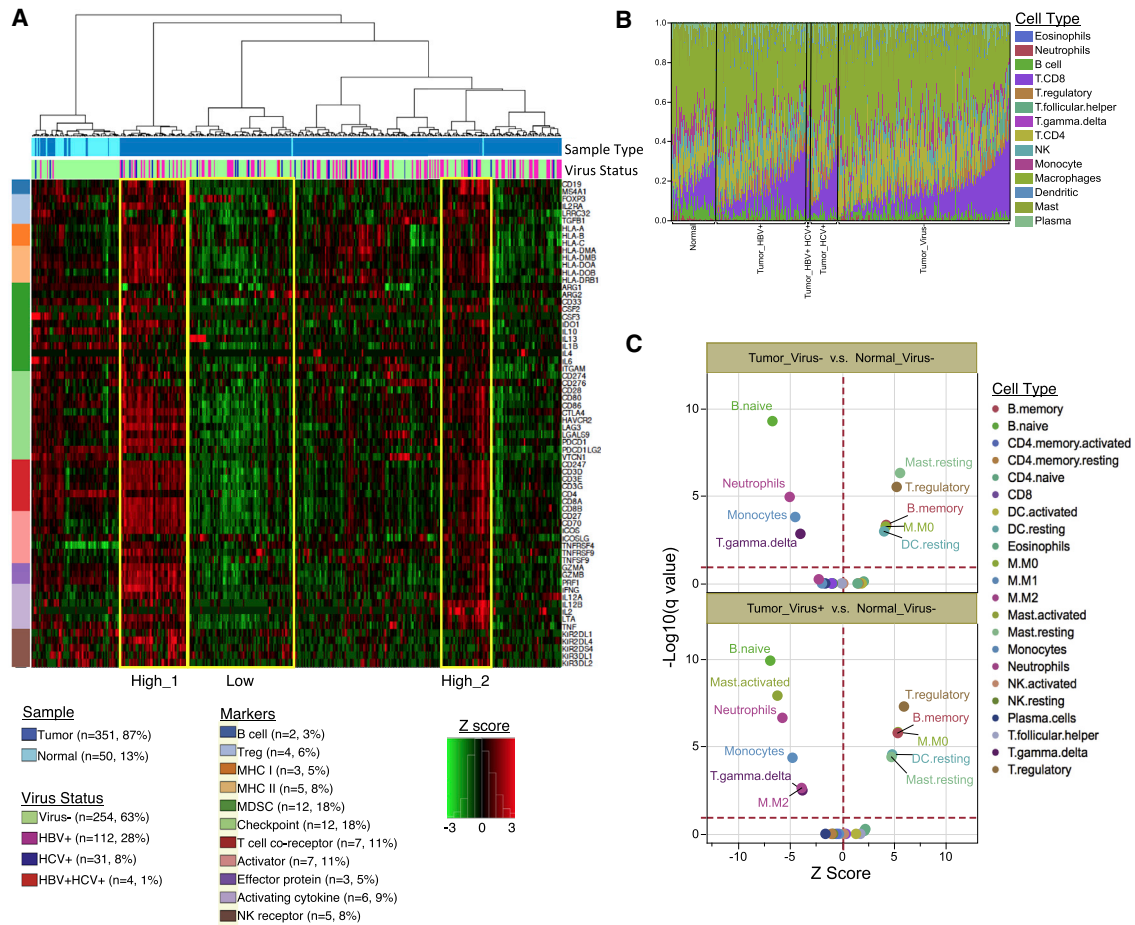 A
Sample Type
Virus Status
CD19
MS4A1
FOXP3
IL2RA
LRRC32
TGFB1
HLA-A
HLA-B
HLA-C
HLA-DMA
HLA-DMB
HLA-DOA
HLA-DOB
HLA-DRB1
ARG1
ARG2
CD33
CSF2
CSF3
IDO1
IL10
IL13
IL1B
IL4
IL6
ITGAM
CD274
CD276
CD28
CD80
CD86
CTLA4
HAVCR2
LAG3
LGALS9
PDCD1
PDCD1LG2
VTCN1
CD247
CD3D
CD3E
CD3G
CD4
CD8A
CD8B
CD27
CD70
ICOS
ICOSLG
TNFRSF4
TNFRSF9
TNFSF9
GZMA
GZMB
PRF1
IFNG
IL12A
IL12B
IL2
LTA
TNF
KIR2DL1
KIR2DL4
KIR2DS4
KIR3DL1
KIR3DL2
High_1
Low
High_2
Sample
Tumor (n=351, 87%)
Normal (n=50, 13%)
Virus Status
Virus- (n=254, 63%)
HBV+ (n=112, 28%)
HCV+ (n=31, 8%)
HBV+HCV+ (n=4, 1%)
Markers
B cell (n=2, 3%)
Treg (n=4, 6%)
MHC I (n=3, 5%)
MHC II (n=5, 8%)
MDSC (n=12, 18%)
Checkpoint (n=12, 18%)
T cell co-receptor (n=7, 11%)
Activator (n=7, 11%)
Effector protein (n=3, 5%)
Activating cytokine (n=6, 9%)
NK receptor (n=5, 8%)
Z score
-3 0 3
B
1.0
0.8
0.6
0.4
0.2
0.0
Normal
Tumor_HBV+
Tumor_HBV+ HCV+
Tumor_HCV+
Tumor_Virus-
Cell Type
Eosinophils
Neutrophils
B cell
T.CD8
T.regulatory
T.follicular.helper
T.gamma.delta
T.CD4
NK
Monocyte
Macrophages
Dendritic
Mast
Plasma
C
Tumor_Virus- v.s. Normal_Virus-
10
5
0
B.naive
Neutrophils
Monocytes
T.gamma.delta
Mast.resting
T.regulatory
B.memory
M.M0
DC.resting
-Log10(q value)
Tumor_Virus+ v.s. Normal_Virus-
10
5
0
B.naive
Mast.activated
Neutrophils
Monocytes
T.gamma.delta
M.M2
T.regulatory
B.memory
M.M0
DC.resting
Mast.resting
-10 -5 0 5 10
Z Score
Cell Type
B.memory
B.naive
CD4.memory.activated
CD4.memory.resting
CD4.naive
CD8
DC.activated
DC.resting
Eosinophils
M.M0
M.M1
M.M2
Mast.activated
Mast.resting
Monocytes
Neutrophils
NK.activated
NK.resting
Plasma.cells
T.follicular.helper
T.gamma.delta
T.regulatory